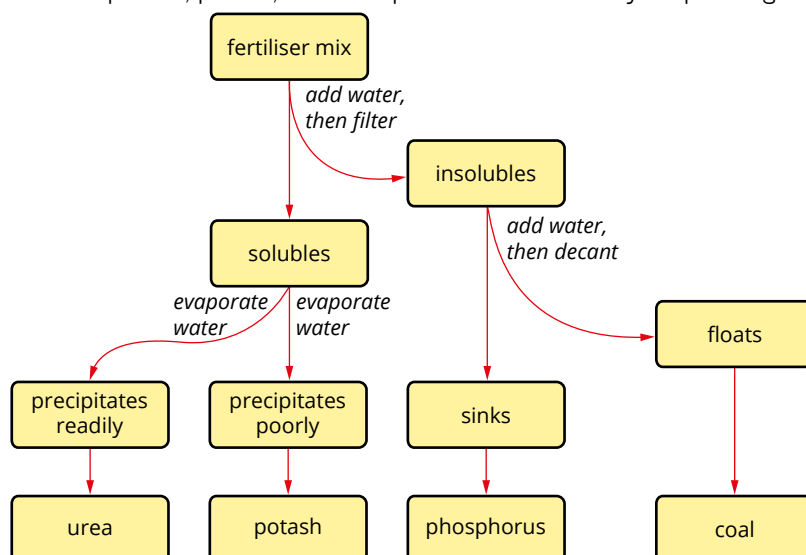 fertiliser mix
add water,
then filter
insolubles
solubles
add water,
then decant
evaporate
water
evaporate
water
floats
precipitates
readily
precipitates
poorly
sinks
urea
potash
phosphorus
coal